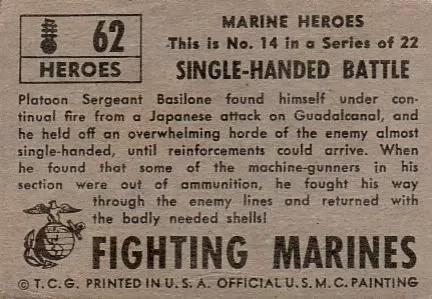 62
HEROES
MARINE HEROES
This is No. 14 in a Series of 22
SINGLE-HANDED BATTLE
Platoon Sergeant Basilone found himself under con-
tinual fire from a Japanese attack on Guadalcanal, and
he held off an overwhelming horde of the enemy almost
single-handed, until reinforcements could arrive. When
he found that some of the machine-gunners in his
section were out of ammunition, he fought his way
through the enemy lines and returned with
the badly needed shells!
FIGHTING MARINES
© T.C.G. PRINTED IN U.S.A. OFFICIAL U.S.M.C. PAINTING